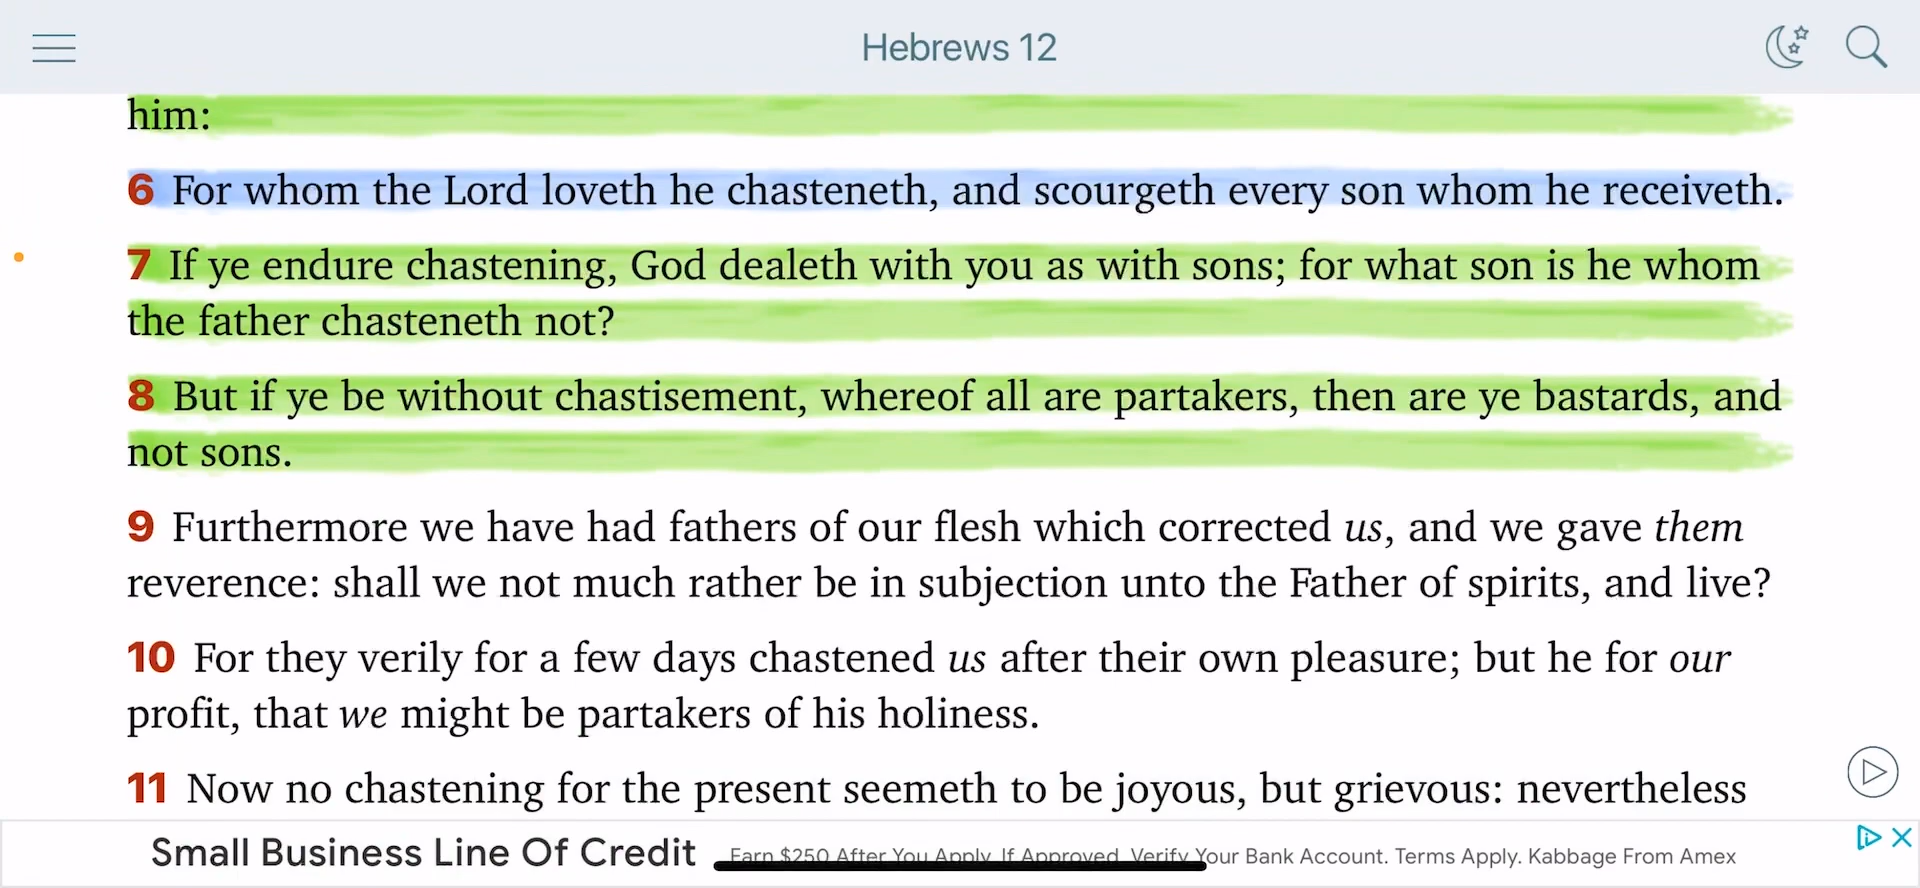 Hebrews 12
him:
6 For whom the Lord loveth he chasteneth, and scourgeth every son whom he receiveth.
7 If ye endure chastening, God dealeth with you as with sons; for what son is he whom
the father chasteneth not?
8 But if ye be without chastisement, whereof all are partakers, then are ye bastards, and
not sons.
9 Furthermore we have had fathers of our flesh which corrected us, and we gave them
reverence: shall we not much rather be in subjection unto the Father of spirits, and live?
10 For they verily for a few days chastened us after their own pleasure; but he for our
profit, that we might be partakers of his holiness.
11 Now no chastening for the present seemeth to be joyous, but grievous: nevertheless
Small Business Line Of Credit Earn $250 After You Apply, If Approved, Verify Your Bank Account. Terms Apply. Kabbage From Amex